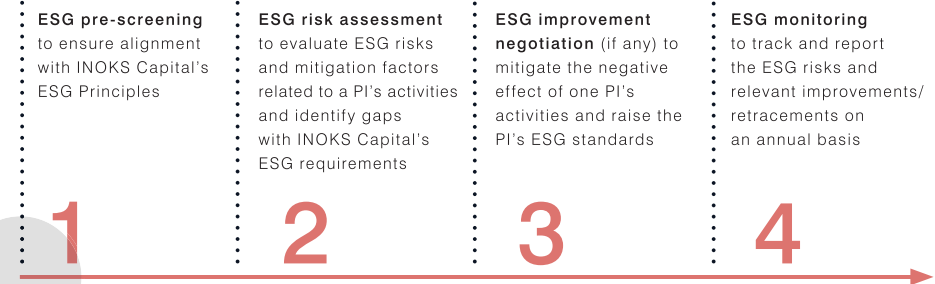 ESG pre-screening
to ensure alignment
with INOKS Capital's
ESG Principles
1
ESG risk assessment
to evaluate ESG risks
and mitigation factors
related to a PI's activities
and identify gaps
with INOKS Capital's
ESG requirements
2
ESG improvement
negotiation (if any) to
mitigate the negative
effect of one PI's
activities and raise the
PI's ESG standards
3
ESG monitoring
to track and report
the ESG risks and
relevant improvements/
retracements on
an annual basis
4